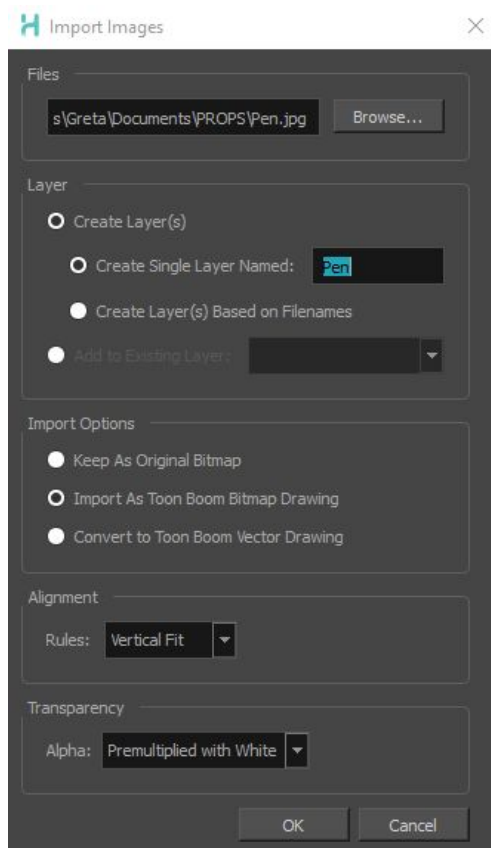 Import Images
Files
s\Greta\Documents\PROPS\Pen.jpg Browse...
Layer
Create Layer(s)
Create Single Layer Named: Pen
Create Layer(s) Based on Filenames
Add to Existing Layer:
Import Options
Keep As Original Bitmap
Import As Toon Boom Bitmap Drawing
Convert to Toon Boom Vector Drawing
Alignment
Rules: Vertical Fit
Transparency
Alpha: Premultiplied with White
OK Cancel